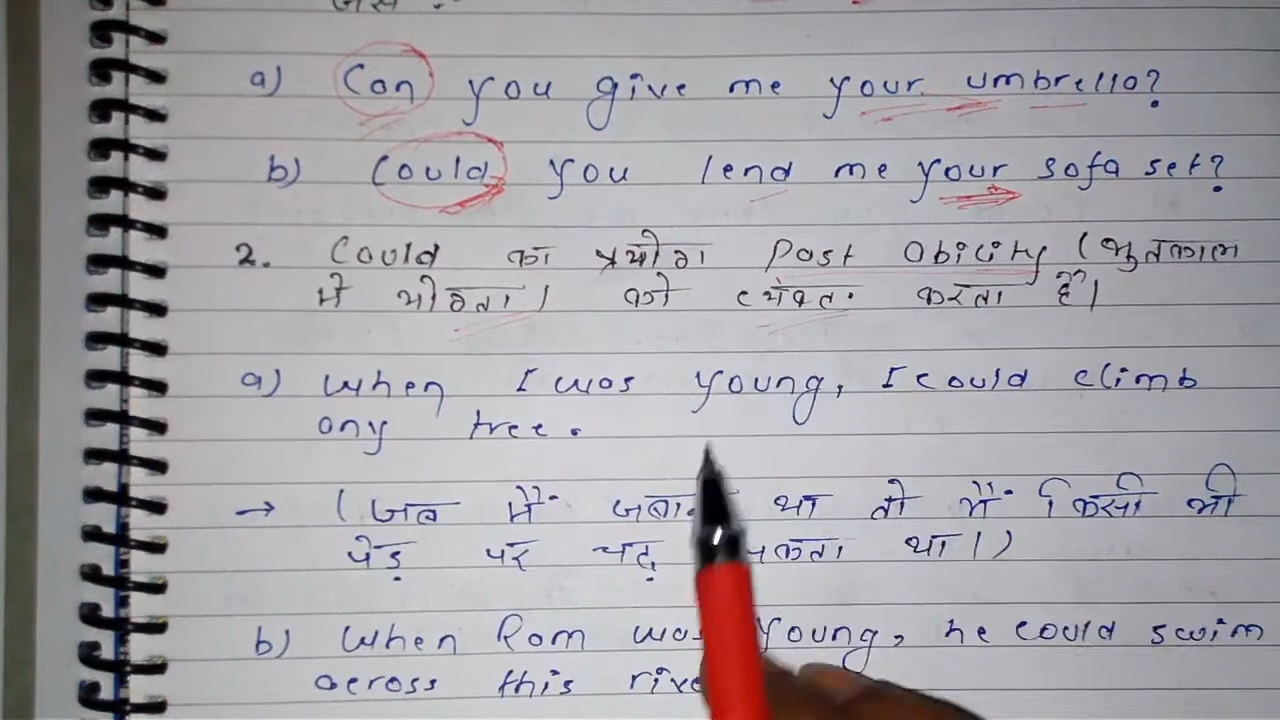 a) Can you give me your umbrella?
b) Could you lend me your sofa set?
2. Could का प्रयोग Past Ability (भूतकाल
में योग्यता) को व्यक्त करता है।
a) When I was young, I could climb
any tree.
→ (जब मैं जवान था तो मैं किसी भी
पेड़ पर चढ़ सकता था।)
b) When Ram was young, he could swim
across this